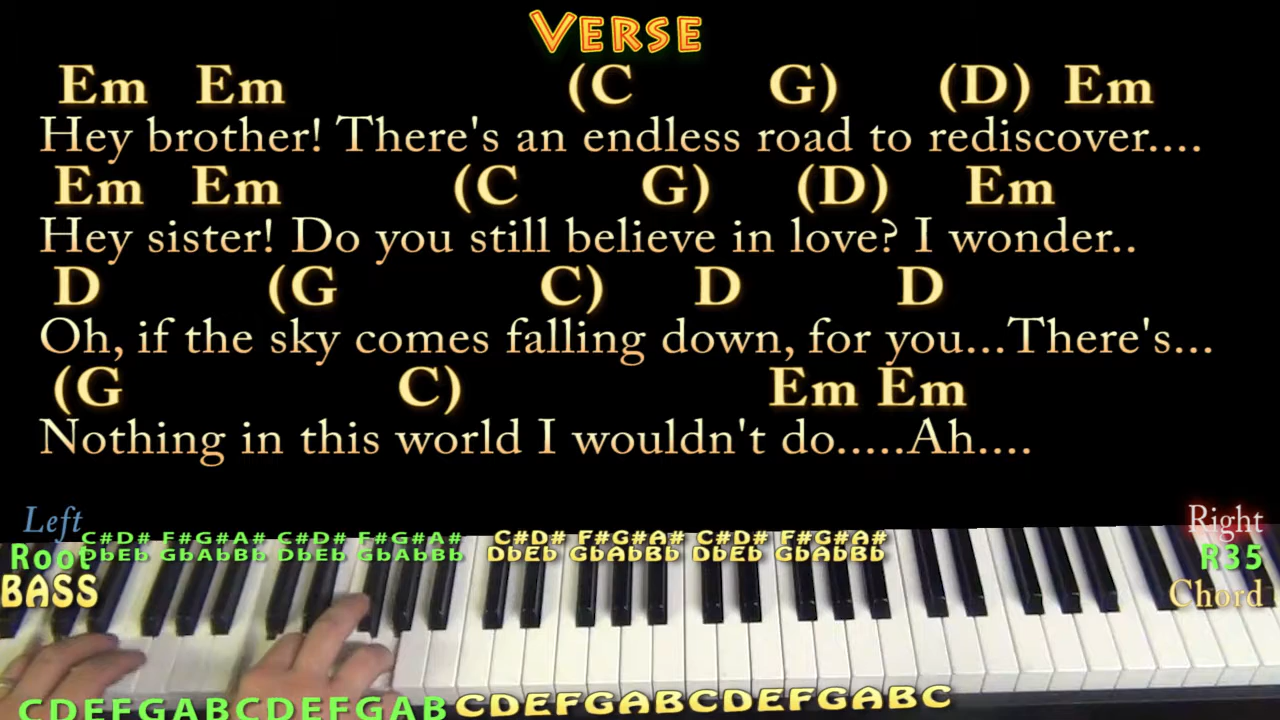 VERSE
Em Em (C G) (D) Em
Hey brother! There's an endless road to rediscover....
Em Em (C G) (D) Em
Hey sister! Do you still believe in love? I wonder..
D (G C) D D
Oh, if the sky comes falling down, for you...There's...
(G C) Em Em
Nothing in this world I wouldn't do.....Ah....
Left
Root
BASS
C#D# F#G#A# C#D# F#G#A# C#D# F#G#A# C#D# F#G#A#
DbEb GbAbBb DbEb GbAbBb DbEb GbAbBb DbEb GbAbBb
Right
R35
Chord
CDEFGABCDEFGAB CDEFGABCDEFGABC